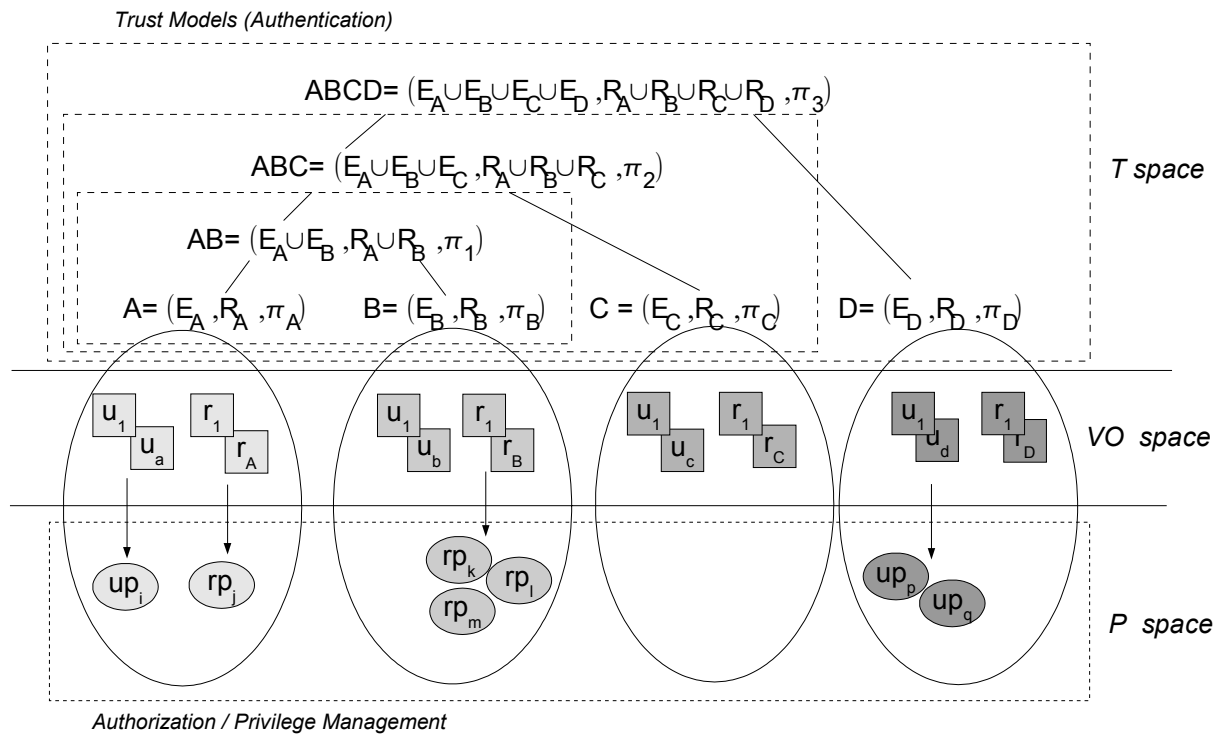 Trust Models (Authentication)
ABCD= (E_A∪E_B∪E_C∪E_D ,R_A∪R_B∪R_C∪R_D ,π_3)
ABC= (E_A∪E_B∪E_C ,R_A∪R_B∪R_C ,π_2)
T space
AB= (E_A∪E_B ,R_A∪R_B ,π_1)
A= (E_A ,R_A ,π_A) B= (E_B ,R_B ,π_B) C = (E_C ,R_C ,π_C) D= (E_D ,R_D ,π_D)
u_1 r_1 u_1 r_1 u_1 r_1 u_1 r_1
u_a r_A u_b r_B u_c r_C u_d r_D
VO space
up_i rp_j rp_k rp_l rp_m up_p up_q
P space
Authorization / Privilege Management